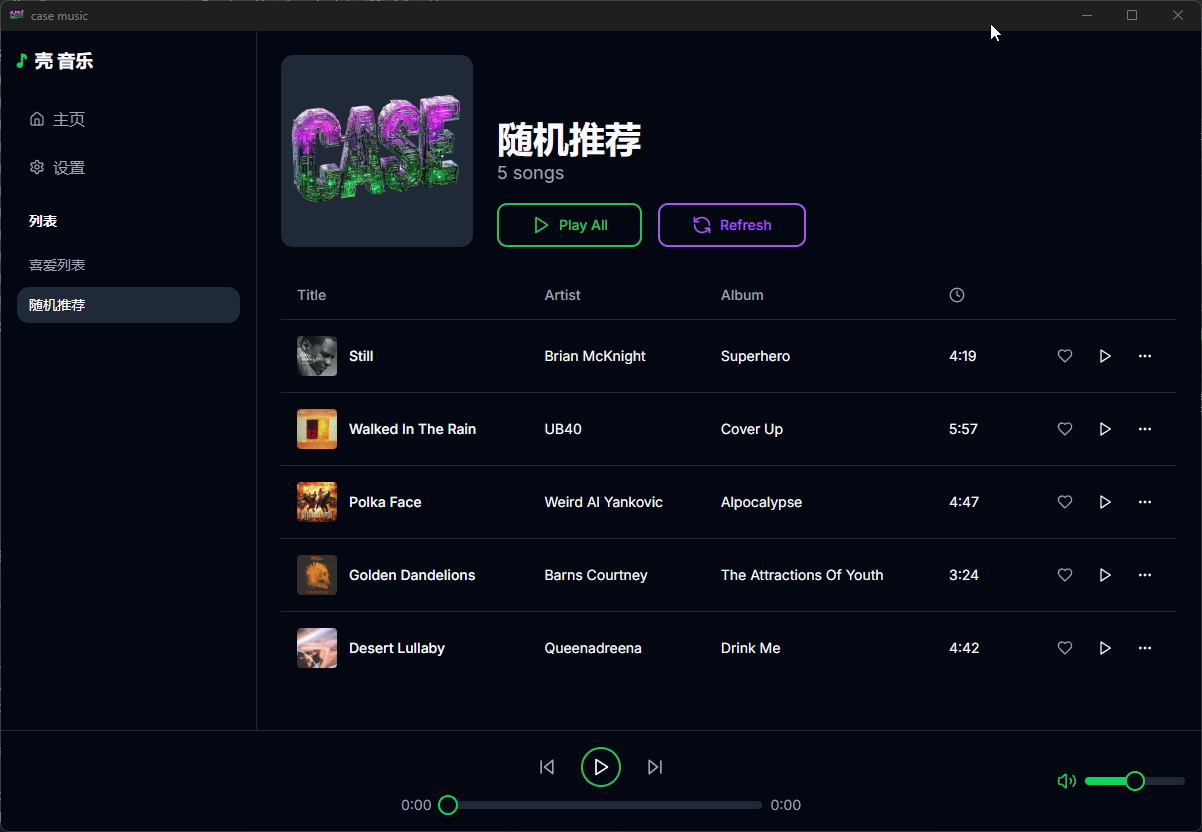 case music
壳 音乐
主页
设置
列表
喜爱列表
随机推荐
CASE
随机推荐
5 songs
Play All
Refresh
Title Artist Album
Still Brian McKnight Superhero 4:19
Walked In The Rain UB40 Cover Up 5:57
Polka Face Weird Al Yankovic Alpocalypse 4:47
Golden Dandelions Barns Courtney The Attractions Of Youth 3:24
Desert Lullaby Queenadreena Drink Me 4:42
0:00 0:00